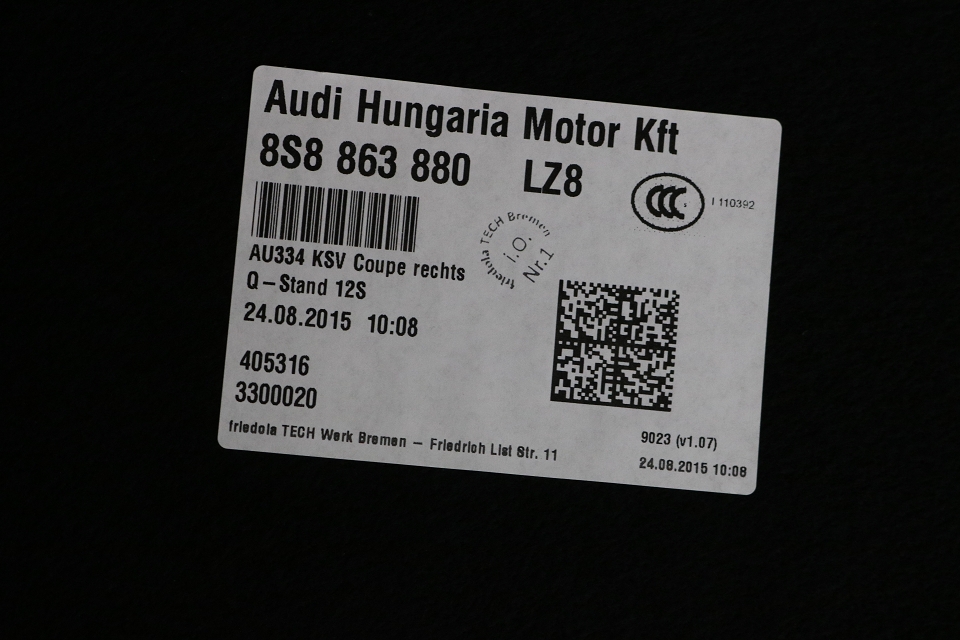 Audi Hungaria Motor Kft
8S8 863 880 LZ8
CCC I 110392
friedola TECH Bremen
i.O.
Nr.1
AU334 KSV Coupe rechts
Q-Stand 12S
24.08.2015 10:08
405316
3300020
friedola TECH Werk Bremen - Friedrich List Str. 11
9023 (v1.07)
24.08.2015 10:08